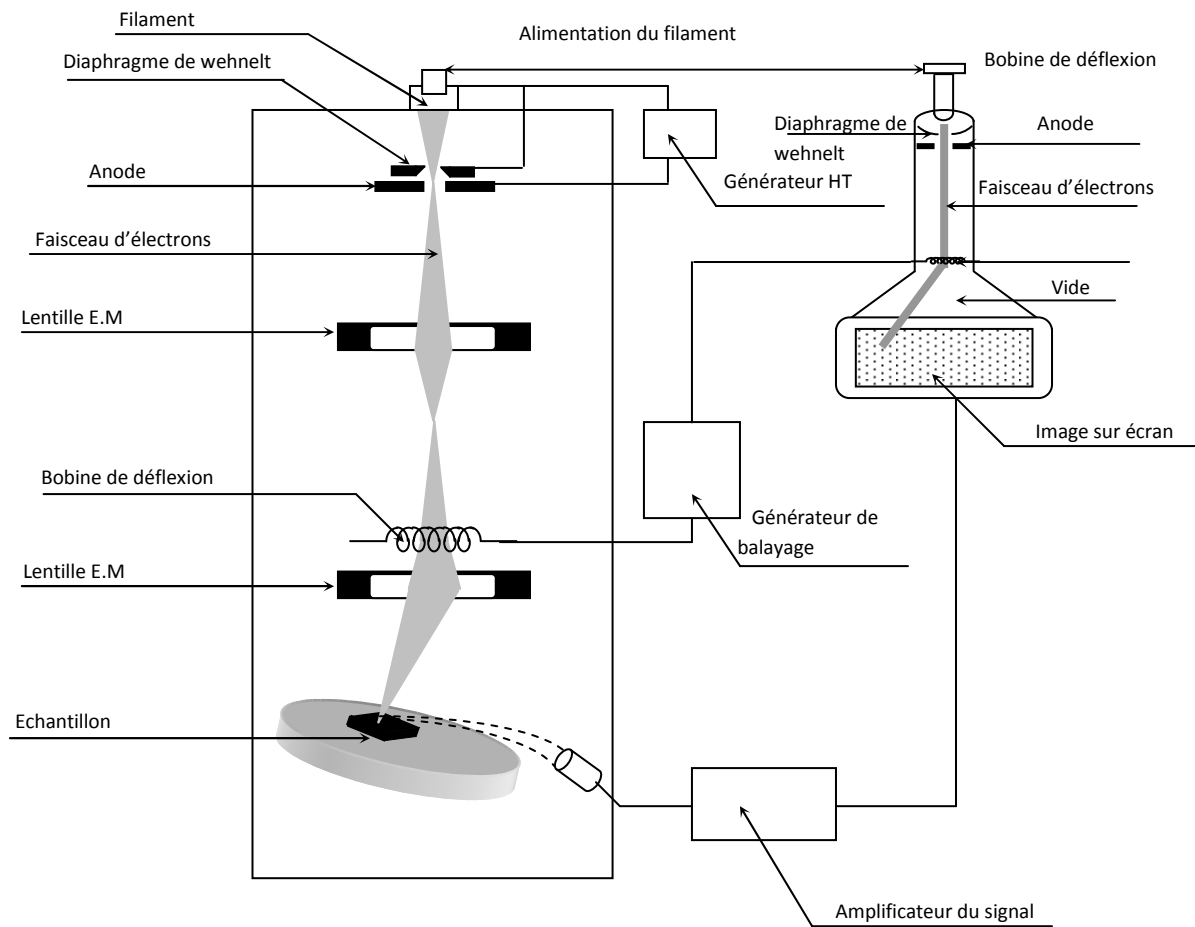 Filament
Alimentation du filament
Diaphragme de wehnelt
Bobine de déflexion
Diaphragme de
wehnelt
Anode
Anode
Générateur HT
Faisceau d'électrons
Faisceau d'électrons
Vide
Lentille E.M
Image sur écran
Bobine de déflexion
Générateur de
balayage
Lentille E.M
Echantillon
Amplificateur du signal